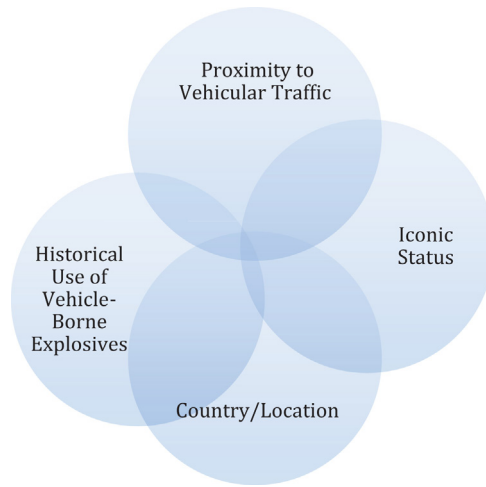 Proximity to
Vehicular Traffic
Iconic
Status
Historical
Use of
Vehicle-
Borne
Explosives
Country/Location